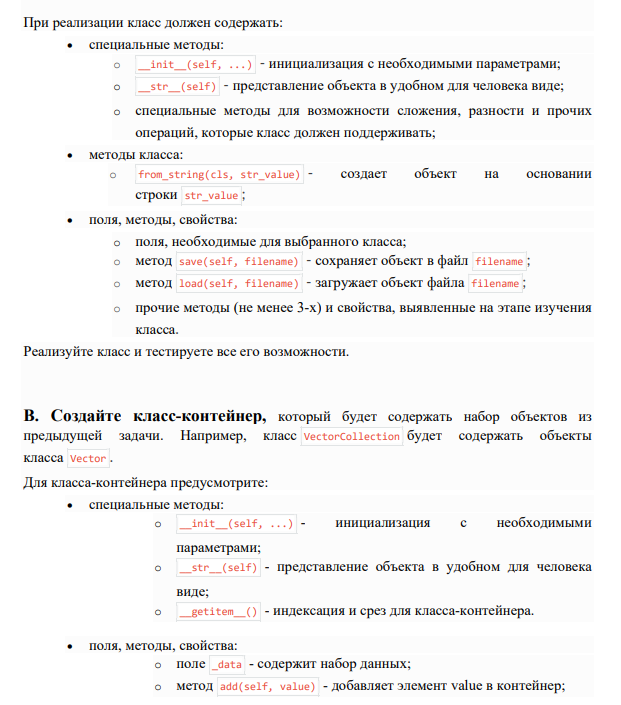 При реализации класс должен содержать:
• специальные методы:
o __init__(self, ...) - инициализация с необходимыми параметрами;
o __str__(self) - представление объекта в удобном для человека виде;
o специальные методы для возможности сложения, разности и прочих
операций, которые класс должен поддерживать;
• методы класса:
o from_string(cls, str_value) - создает объект на основании
строки str_value;
• поля, методы, свойства:
o поля, необходимые для выбранного класса;
o метод save(self, filename) - сохраняет объект в файл filename;
o метод load(self, filename) - загружает объект файла filename;
o прочие методы (не менее 3-х) и свойства, выявленные на этапе изучения
класса.
Реализуйте класс и тестируете все его возможности.
В. Создайте класс-контейнер, который будет содержать набор объектов из
предыдущей задачи. Например, класс VectorCollection будет содержать объекты
класса Vector.
Для класса-контейнера предусмотрите:
• специальные методы:
o __init__(self, ...) - инициализация с необходимыми
параметрами;
o __str__(self) - представление объекта в удобном для человека
виде;
o __getitem__() - индексация и срез для класса-контейнера.
• поля, методы, свойства:
o поле _data - содержит набор данных;
o метод add(self, value) - добавляет элемент value в контейнер;